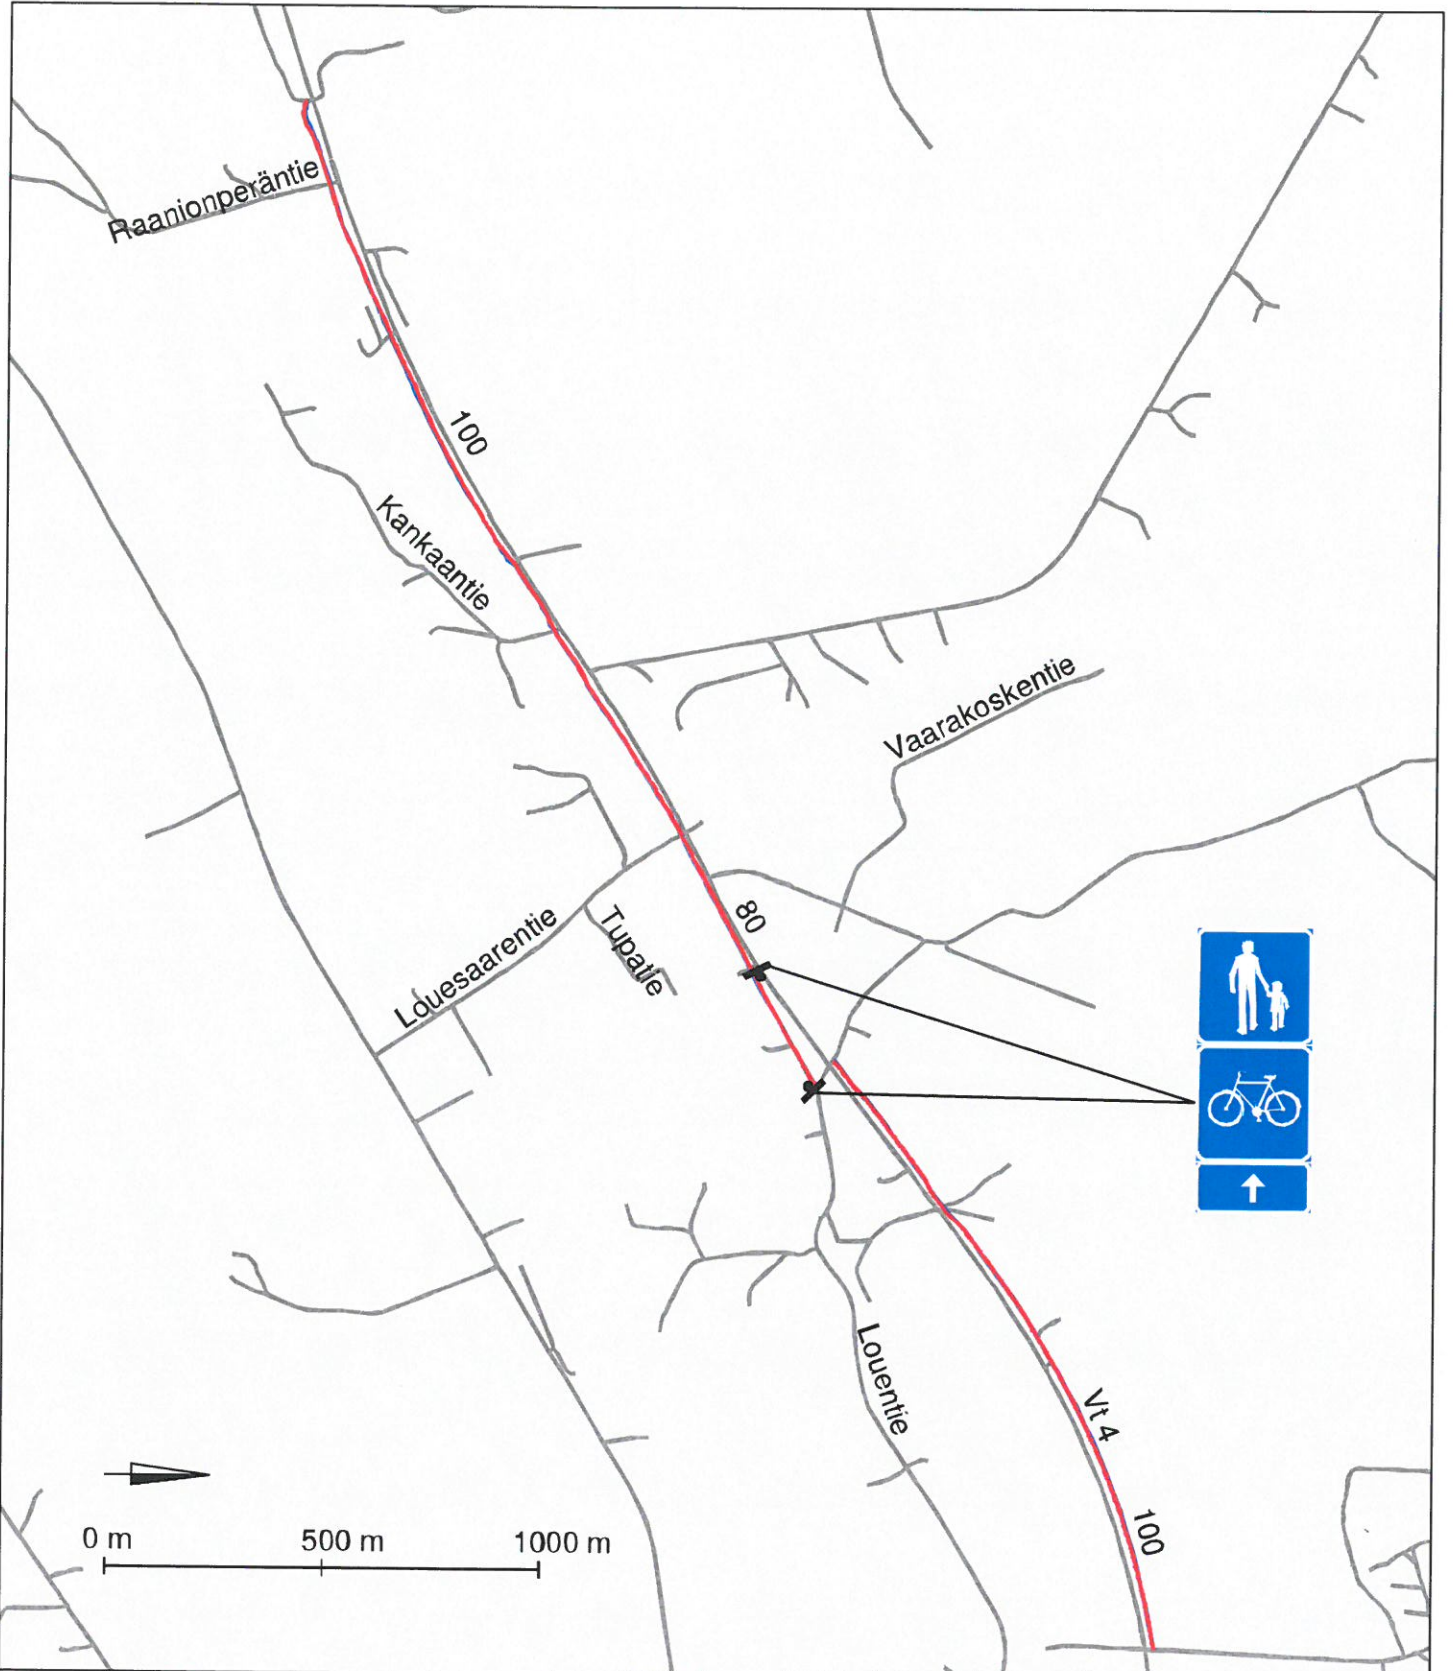 Raanionperäntie
100
Kankaantie
Vaarakoskentie
80
Louesaarentie
Tupatie
Louentie
Vt 4
100
0 m 500 m 1000 m